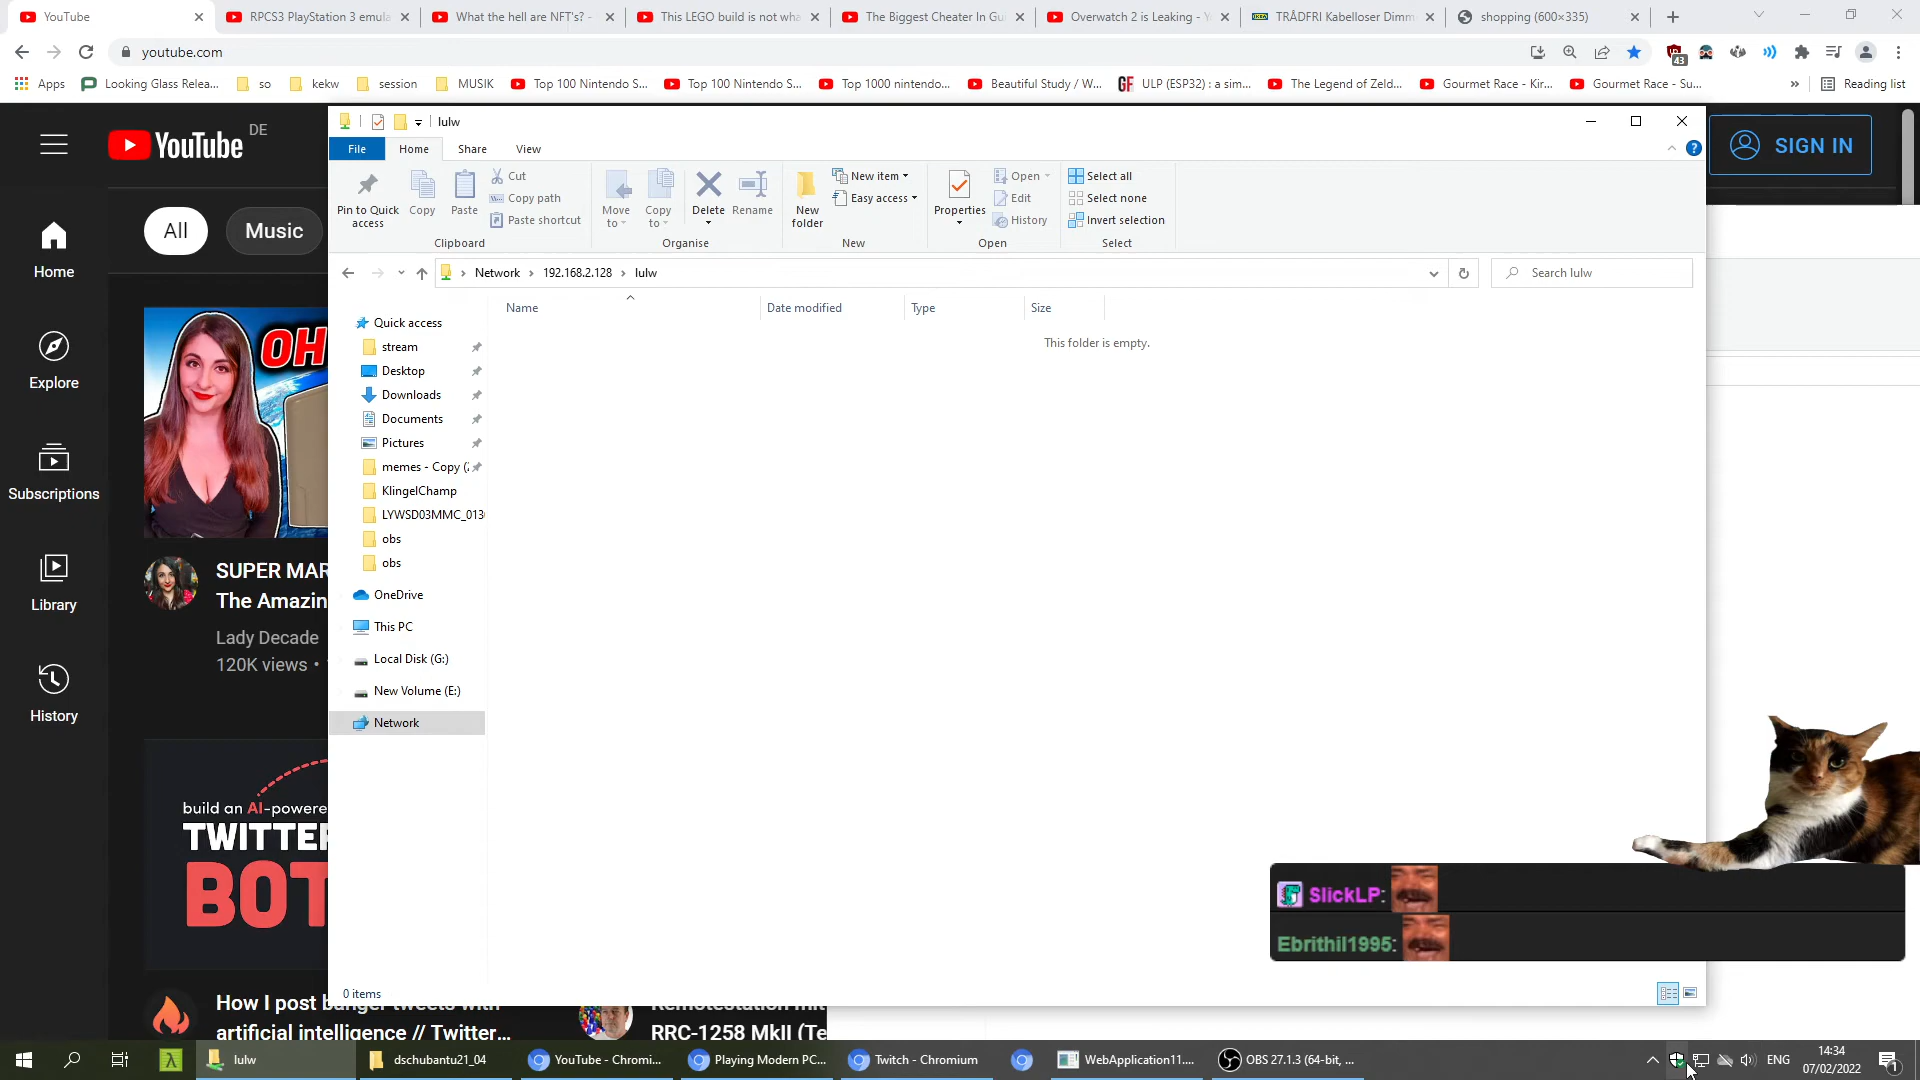 YouTube
RPCS3 PlayStation 3 emula
What the hell are NFT's? -
This LEGO build is not wha
The Biggest Cheater In Gu
Overwatch 2 is Leaking - Y
TRÅDFRI Kabelloser Dimm
shopping (600×335)
youtube.com
43
Apps
Looking Glass Relea...
so
kekw
session
MUSIK
Top 100 Nintendo S...
Top 100 Nintendo S...
Top 1000 nintendo...
Beautiful Study / W...
ULP (ESP32) : a sim...
The Legend of Zeld...
Gourmet Race - Kir...
Gourmet Race - Su...
»
Reading list
YouTube DE
SIGN IN
All
Music
Home
Explore
Subscriptions
Library
History
OH
SUPER MAR
The Amazin
Lady Decade
120K views •
build an AI-powere
TWITTER
BOT
How I post banger tweets with
artificial intelligence // Twitter...
Remotestation mit
RRC-1258 MkII (Te
lulw
File
Home
Share
View
Pin to Quick access
Copy
Paste
Cut
Copy path
Paste shortcut
Clipboard
Move to
Copy to
Delete
Rename
Organise
New folder
New item
Easy access
New
Properties
Open
Edit
History
Open
Select all
Select none
Invert selection
Select
Network > 192.168.2.128 > lulw
Search lulw
Name
Date modified
Type
Size
This folder is empty.
Quick access
stream
Desktop
Downloads
Documents
Pictures
memes - Copy (2
KlingelChamp
LYWSD03MMC_013
obs
obs
OneDrive
This PC
Local Disk (G:)
New Volume (E:)
Network
0 items
SlickLP:
Ebrithil1995:
lulw
dschubantu21_04
YouTube - Chromi...
Playing Modern PC...
Twitch - Chromium
WebApplication11....
OBS 27.1.3 (64-bit, ...
ENG
14:34
07/02/2022
1